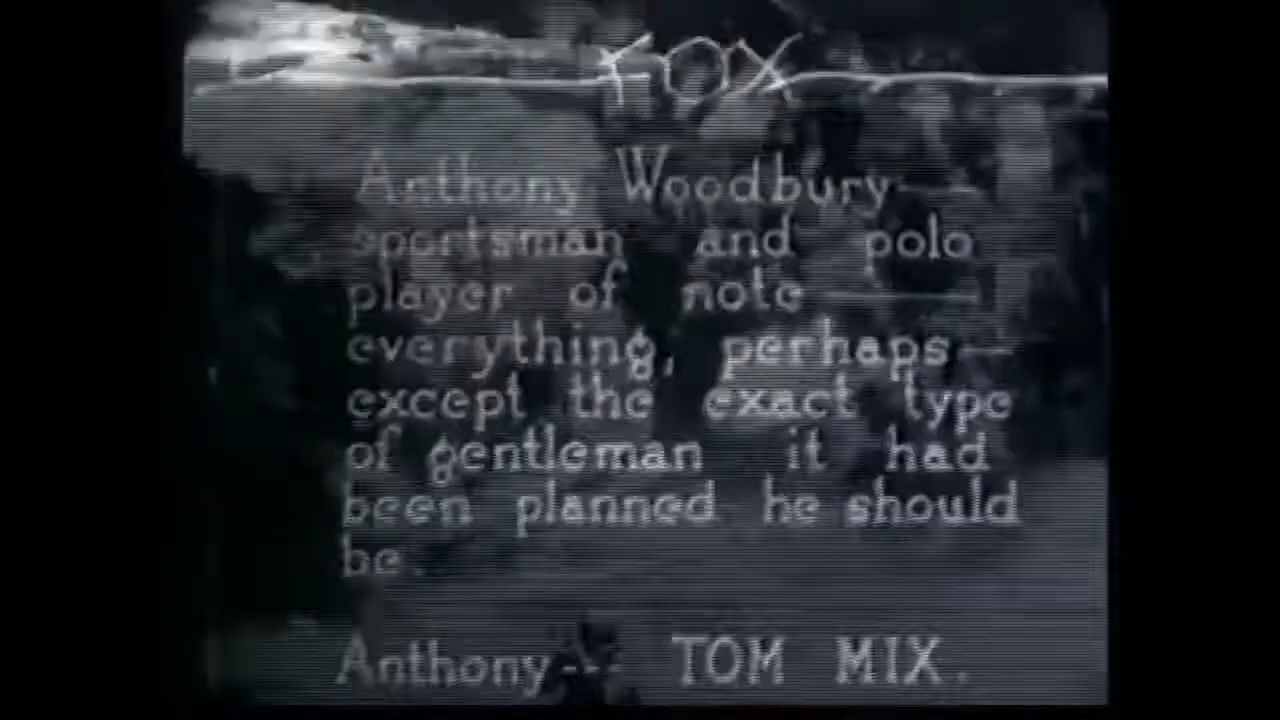 FOX
Anthony Woodbury—
sportsman and polo
player of note——
everything, perhaps—
except the exact type
of gentleman it had
been planned he should
be.
Anthony-- TOM MIX.